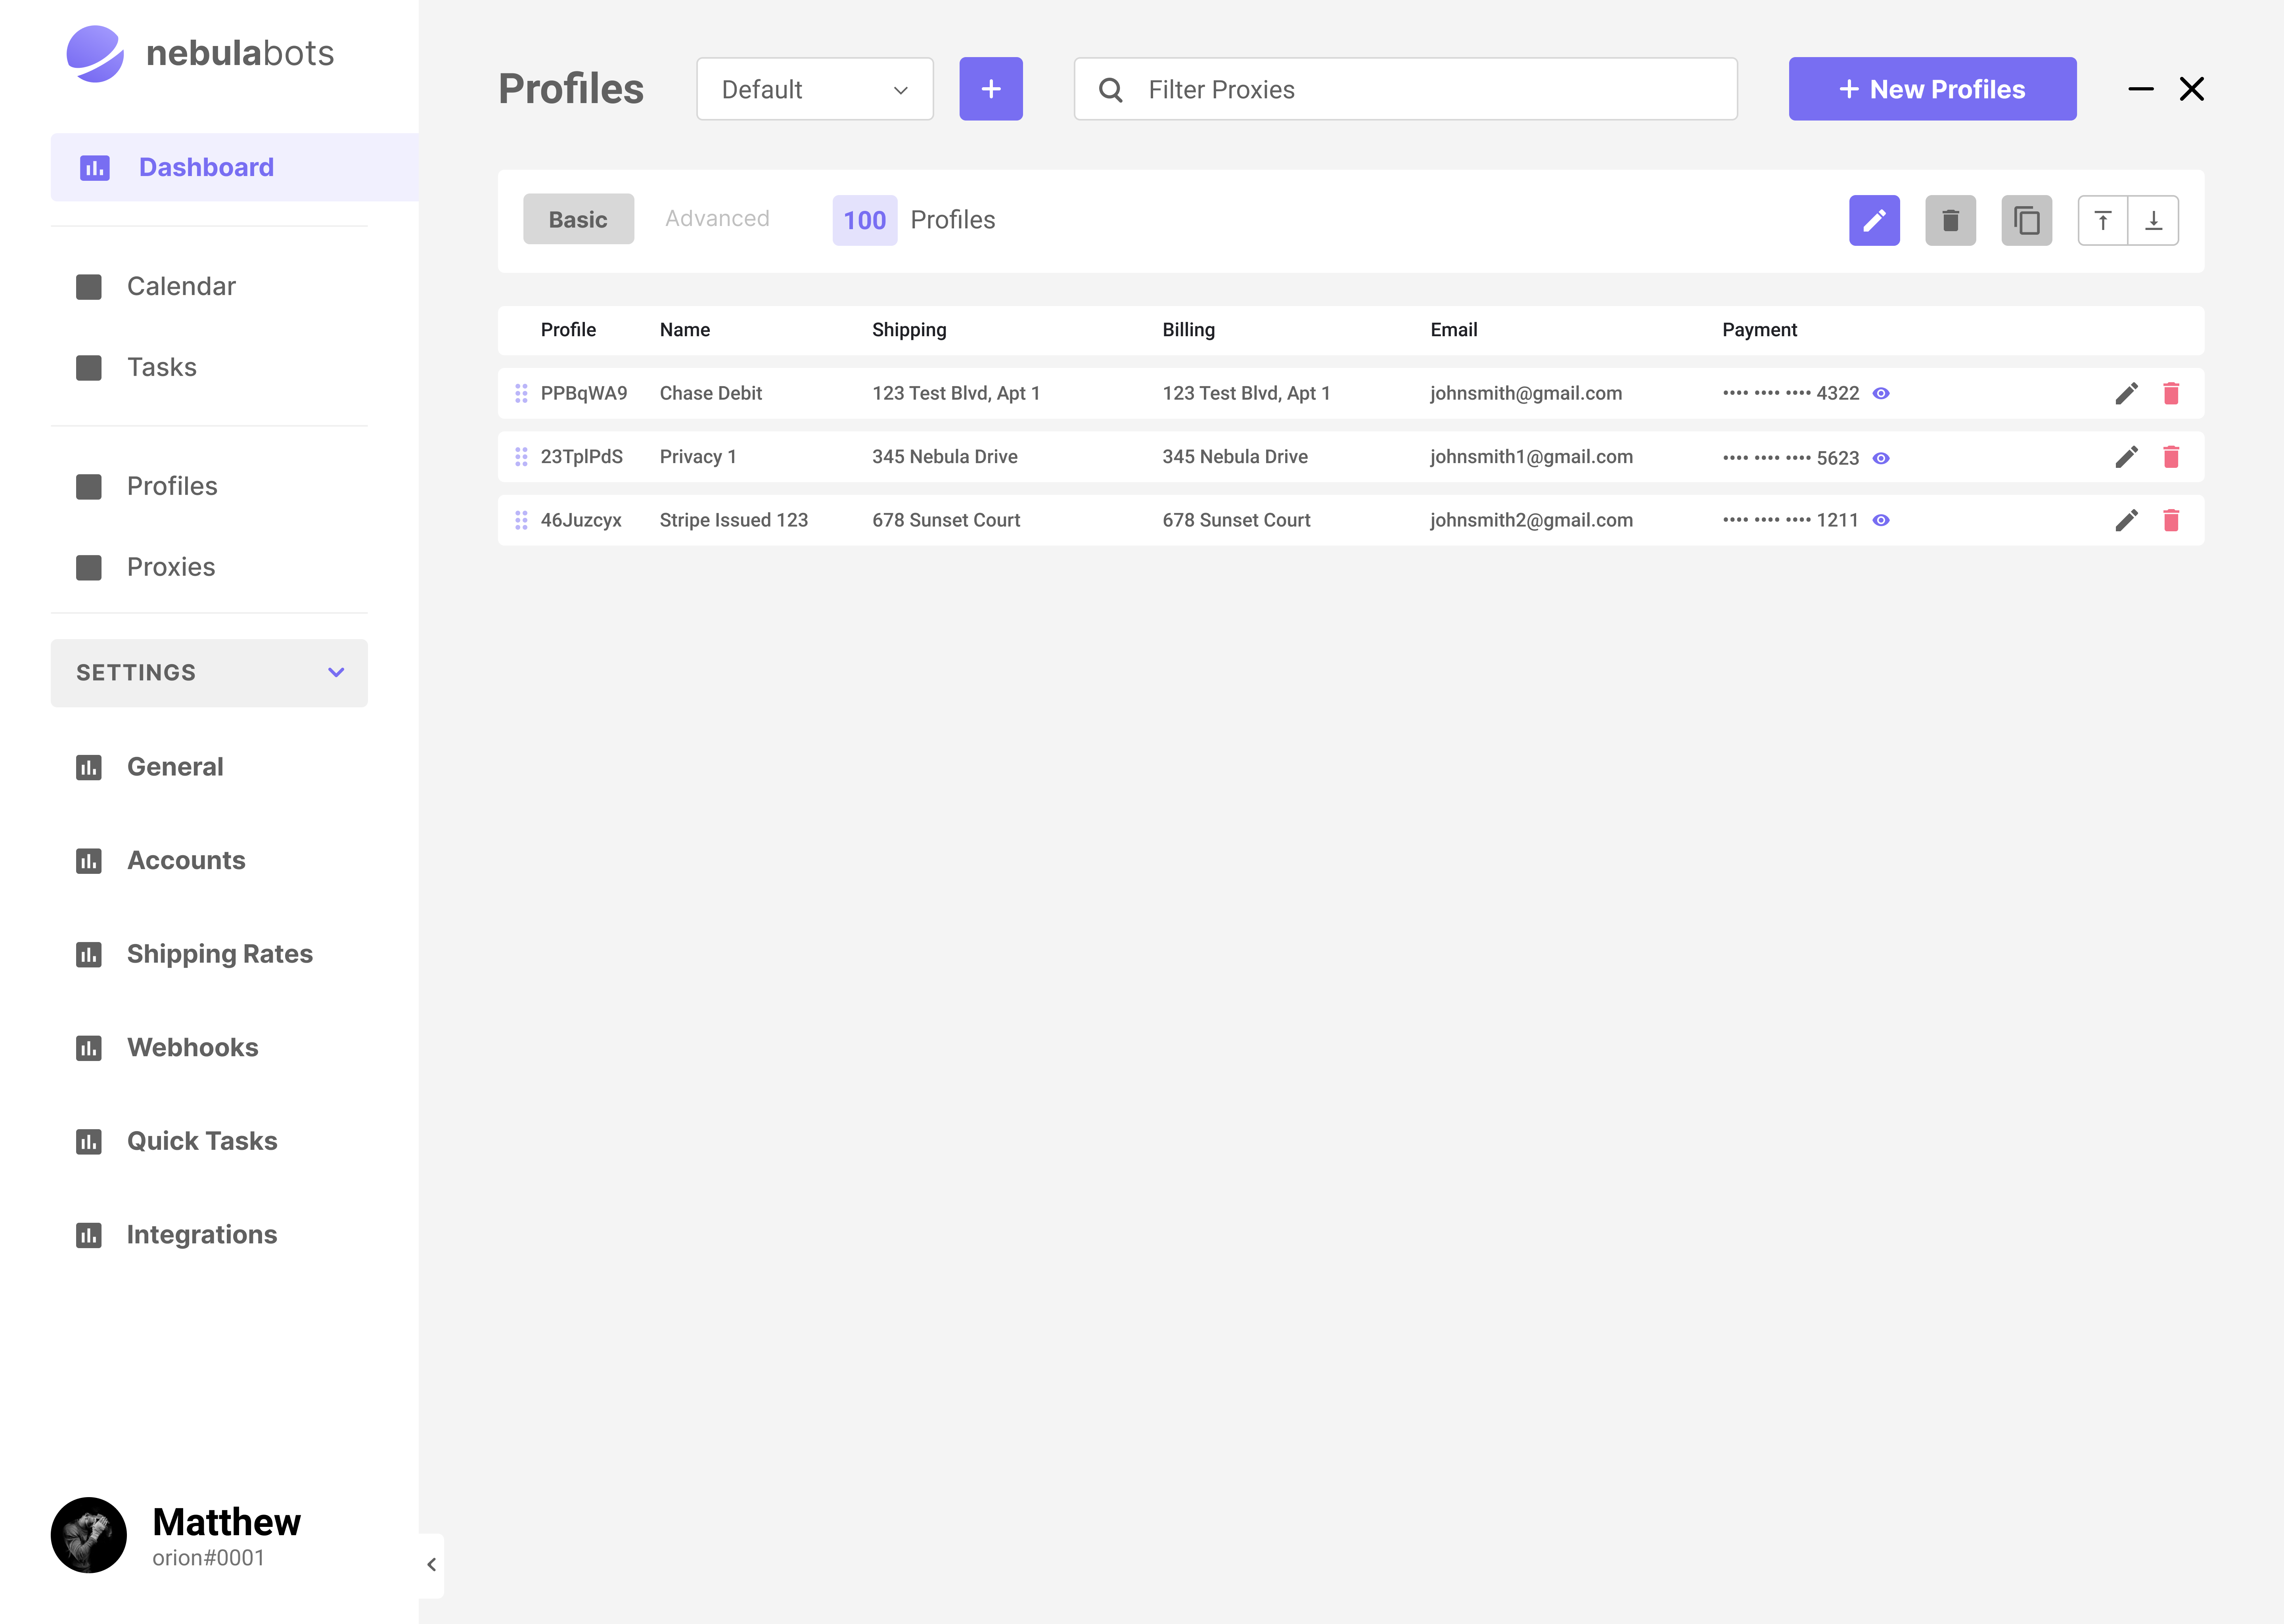 nebulabots
Profiles
Default
Filter Proxies
New Profiles
Dashboard
Basic
Advanced
100
Profiles
Calendar
Tasks
Profiles
Proxies
SETTINGS
General
Accounts
Shipping Rates
Webhooks
Quick Tasks
Integrations
Matthew
orion#0001
Profile Name Shipping Billing Email Payment
PPBqWA9 Chase Debit 123 Test Blvd, Apt 1 123 Test Blvd, Apt 1 johnsmith@gmail.com •••• •••• •••• 4322
23TplPdS Privacy 1 345 Nebula Drive 345 Nebula Drive johnsmith1@gmail.com •••• •••• •••• 5623
46Juzcyx Stripe Issued 123 678 Sunset Court 678 Sunset Court johnsmith2@gmail.com •••• •••• •••• 1211